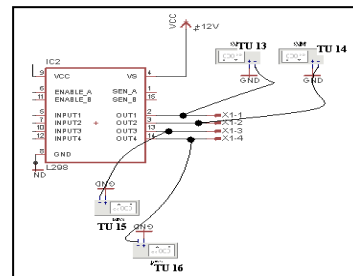 VCC
+12V
TU 13
TU 14
IC2
GND
GND
9
VCC
VS
4
6
ENABLE_A
SEN_A
1
11
ENABLE_B
SEN_B
15
5
INPUT1
OUT1
2
X1-1
7
INPUT2
OUT2
3
X1-2
10
INPUT3
OUT3
13
X1-3
12
INPUT4
OUT4
14
X1-4
8
GND
ND
L298
GND
TU 15
GND
TU 16